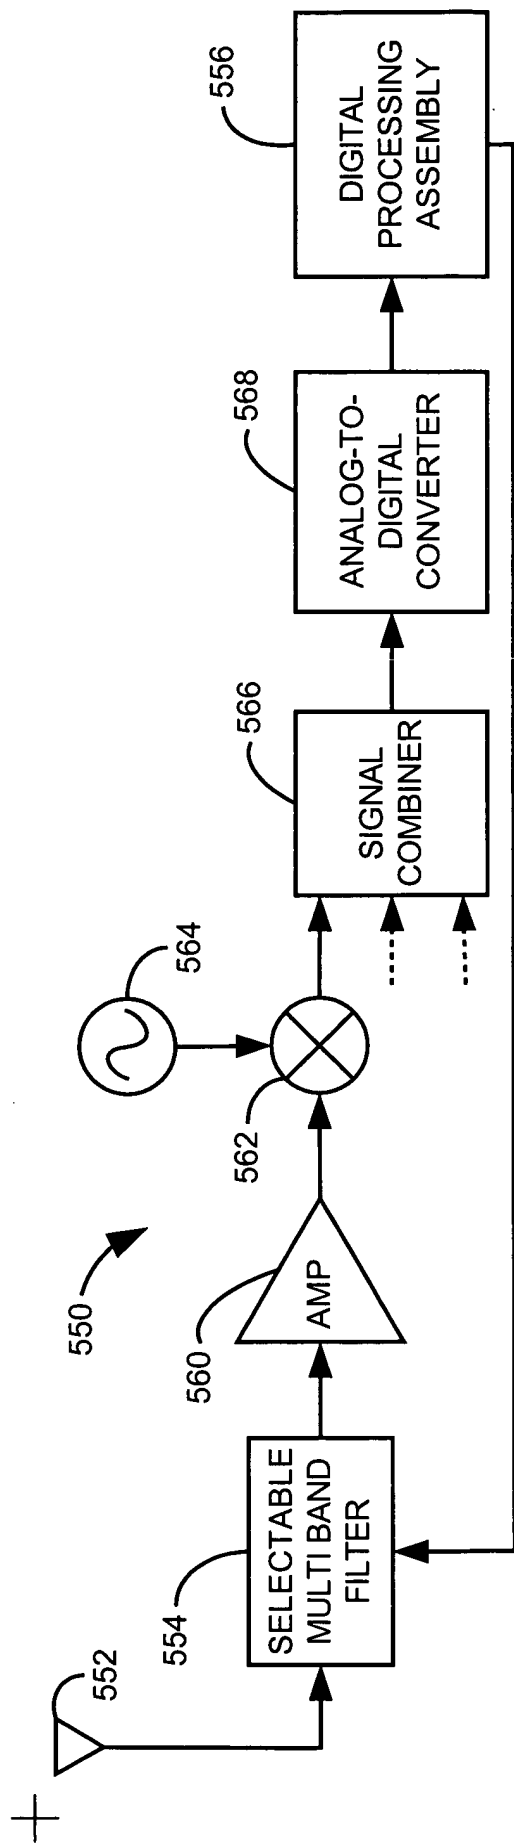 550
552
554
SELECTABLE
MULTI BAND
FILTER
560
AMP
562
564
566
SIGNAL
COMBINER
568
ANALOG-TO-
DIGITAL
CONVERTER
556
DIGITAL
PROCESSING
ASSEMBLY